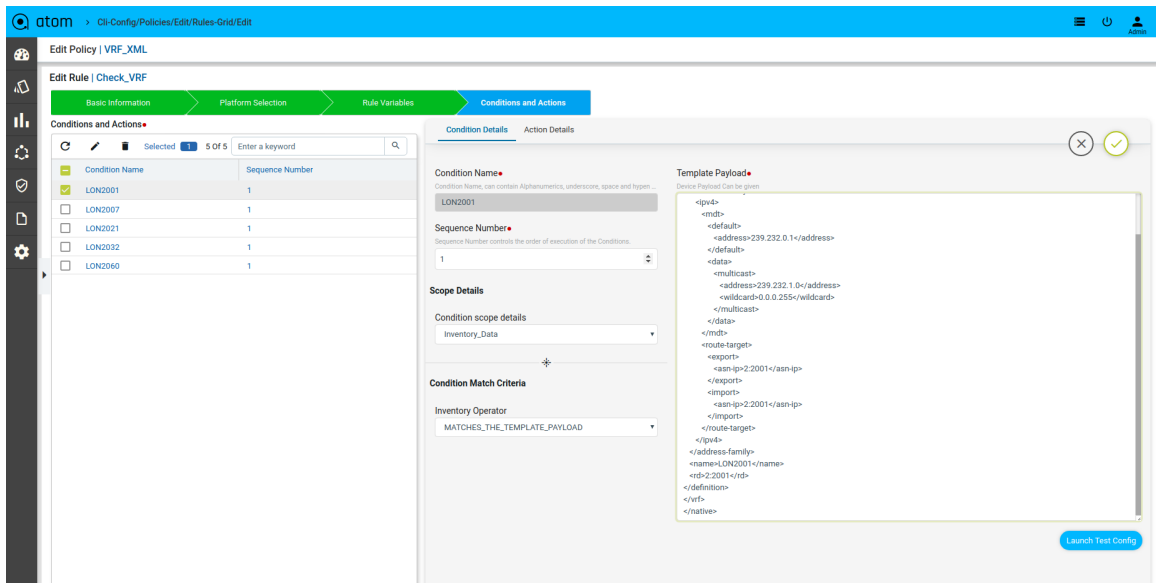 atom > Cli-Config/Policies/Edit/Rules-Grid/Edit
Admin
Edit Policy | VRF_XML
Edit Rule | Check_VRF
Basic Information
Platform Selection
Rule Variables
Conditions and Actions
Conditions and Actions
Selected 1 5 Of 5 Enter a keyword
Condition Name Sequence Number
LON2001 1
LON2007 1
LON2021 1
LON2032 1
LON2060 1
Condition Details Action Details
Condition Name
Condition Name, can contain Alphanumerics, underscore, space and hypen ...
LON2001
Sequence Number
Sequence Number controls the order of execution of the Conditions.
1
Scope Details
Condition scope details
Inventory_Data
Condition Match Criteria
Inventory Operator
MATCHES_THE_TEMPLATE_PAYLOAD
Template Payload
Device Payload Can be given
<ipv4>
<mdt>
<default>
<address>239.232.0.1</address>
</default>
<data>
<multicast>
<address>239.232.1.0</address>
<wildcard>0.0.0.255</wildcard>
</multicast>
</data>
</mdt>
<route-target>
<export>
<asn-ip>2:2001</asn-ip>
</export>
<import>
<asn-ip>2:2001</asn-ip>
</import>
</route-target>
</ipv4>
</address-family>
<name>LON2001</name>
<rd>2:2001</rd>
</definition>
</vrf>
</native>
Launch Test Config